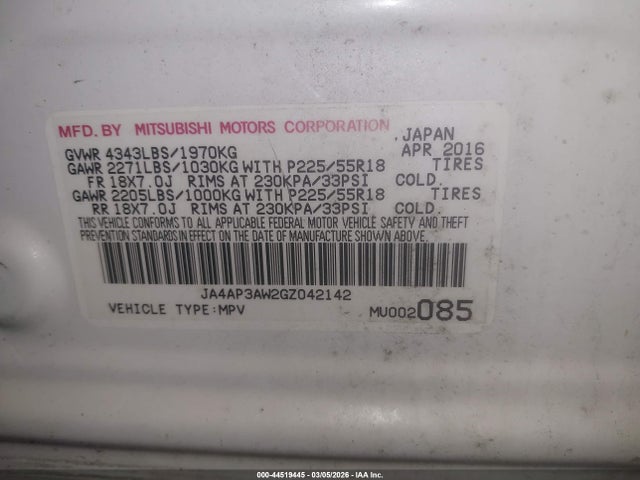 MFD. BY MITSUBISHI MOTORS CORPORATION JAPAN
GVWR 4343LBS/1970KG APR 2016
GAWR 2271LBS/1030KG WITH P225/55R18 TIRES
FR 18X7.0J RIMS AT 230KPA/33PSI COLD.
GAWR 2205LBS/1000KG WITH P225/55R18 TIRES
RR 18X7.0J RIMS AT 230KPA/33PSI COLD.
THIS VEHICLE CONFORMS TO ALL APPLICABLE FEDERAL MOTOR VEHICLE SAFETY AND THEFT
PREVENTION STANDARDS IN EFFECT ON THE DATE OF MANUFACTURE SHOWN ABOVE.
JA4AP3AW2GZ042142
VEHICLE TYPE:MPV MU002085
000-44519445 - 03/05/2026 - IAA Inc.